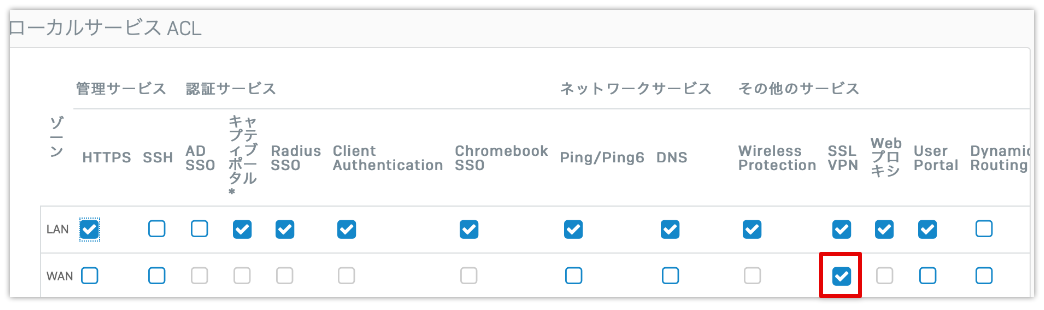 ローカルサービス ACL
管理サービス 認証サービス ネットワークサービス その他のサービス
ゾーン
HTTPS
SSH
AD
SSO
キャプティブポータル*
Radius
SSO
Client
Authentication
Chromebook
SSO
Ping/Ping6
DNS
Wireless
Protection
SSL
VPN
Web
プロ
キシ
User
Portal
Dynamic
Routing
LAN
WAN